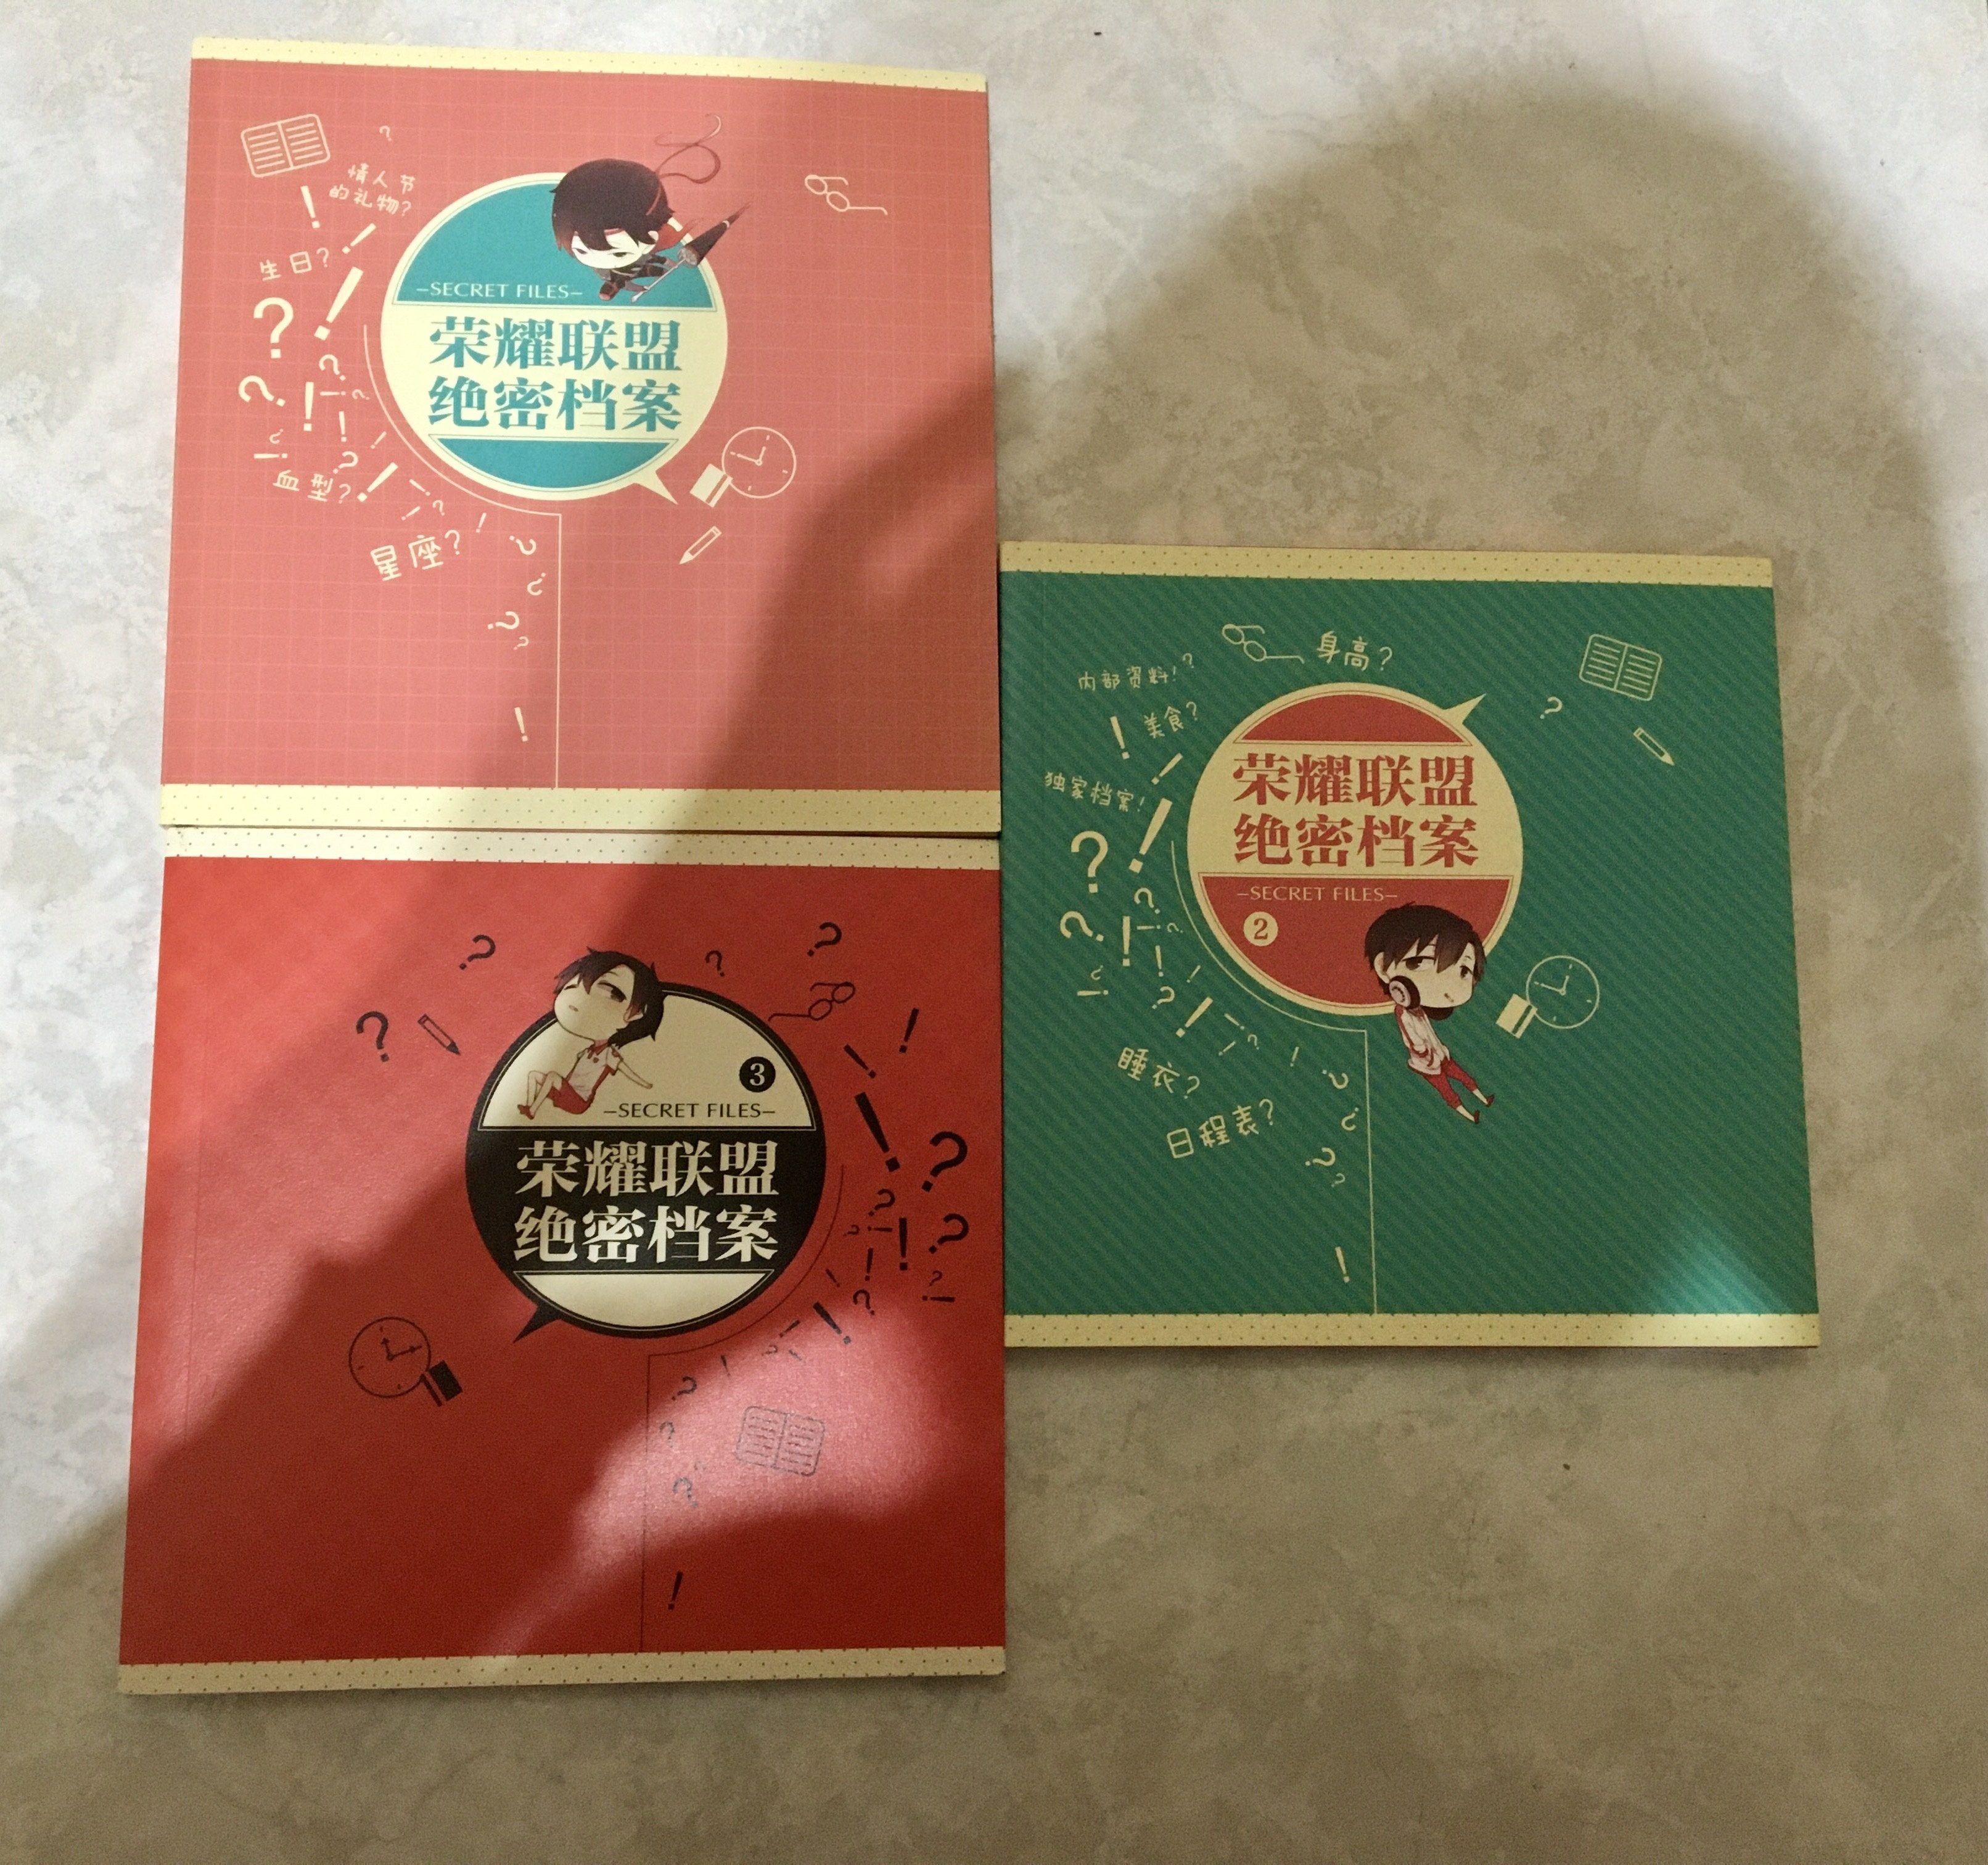 情人节
的礼物?
生日?
-SECRET FILES-
荣耀联盟
绝密档案
血型?
星座?
身高?
内部资料!?
美食?
独家档案!
荣耀联盟
绝密档案
-SECRET FILES-
2
睡衣?
日程表?
3
-SECRET FILES-
荣耀联盟
绝密档案